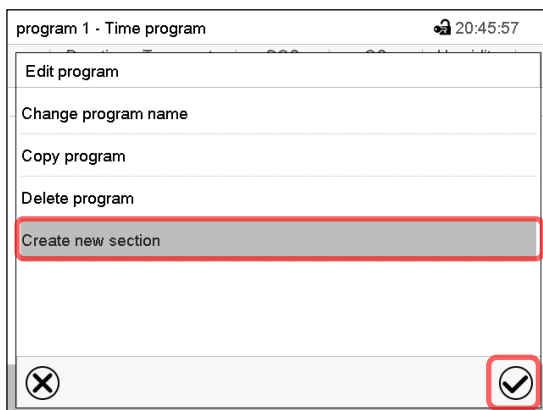 program 1 - Time program 20:45:57
Edit program
Change program name
Copy program
Delete program
Create new section